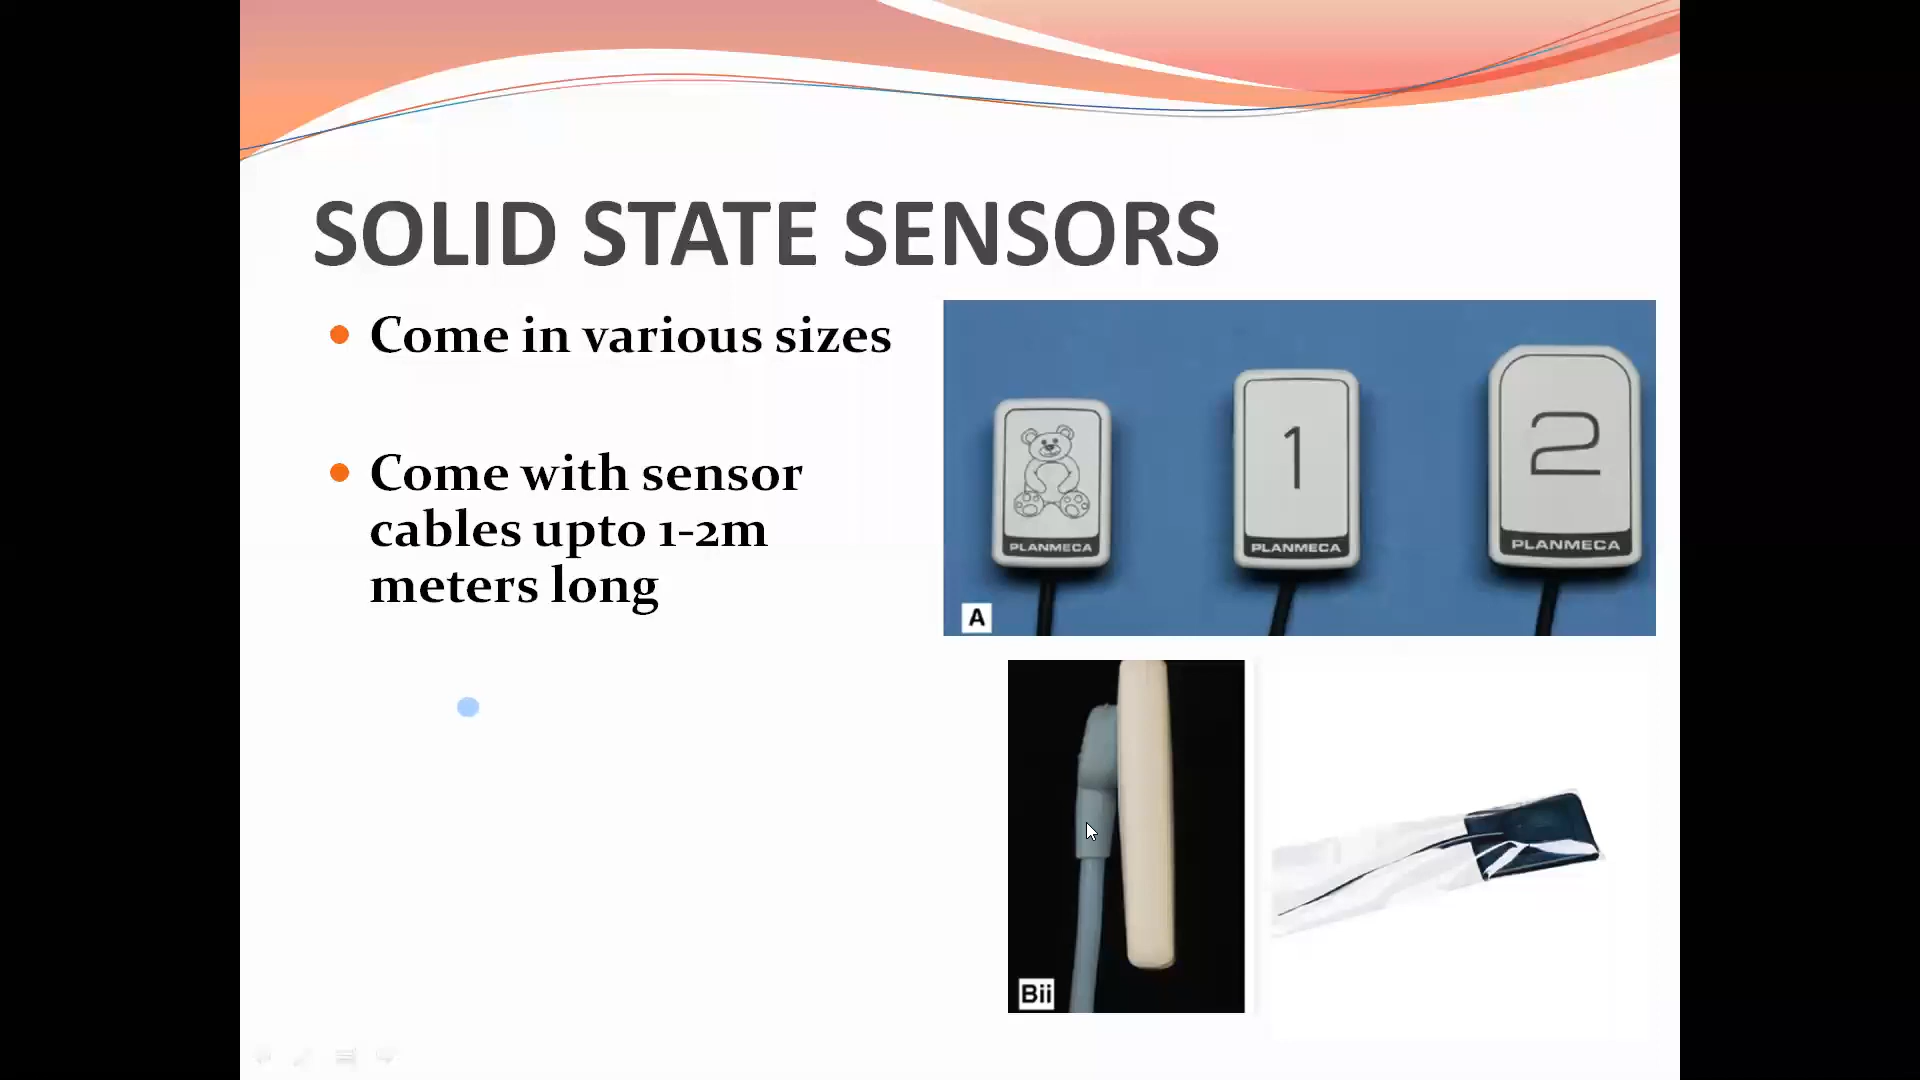 SOLID STATE SENSORS
Come in various sizes
Come with sensor
cables upto 1-2m
meters long
1
2
PLANMECA
PLANMECA
PLANMECA
A
Bii